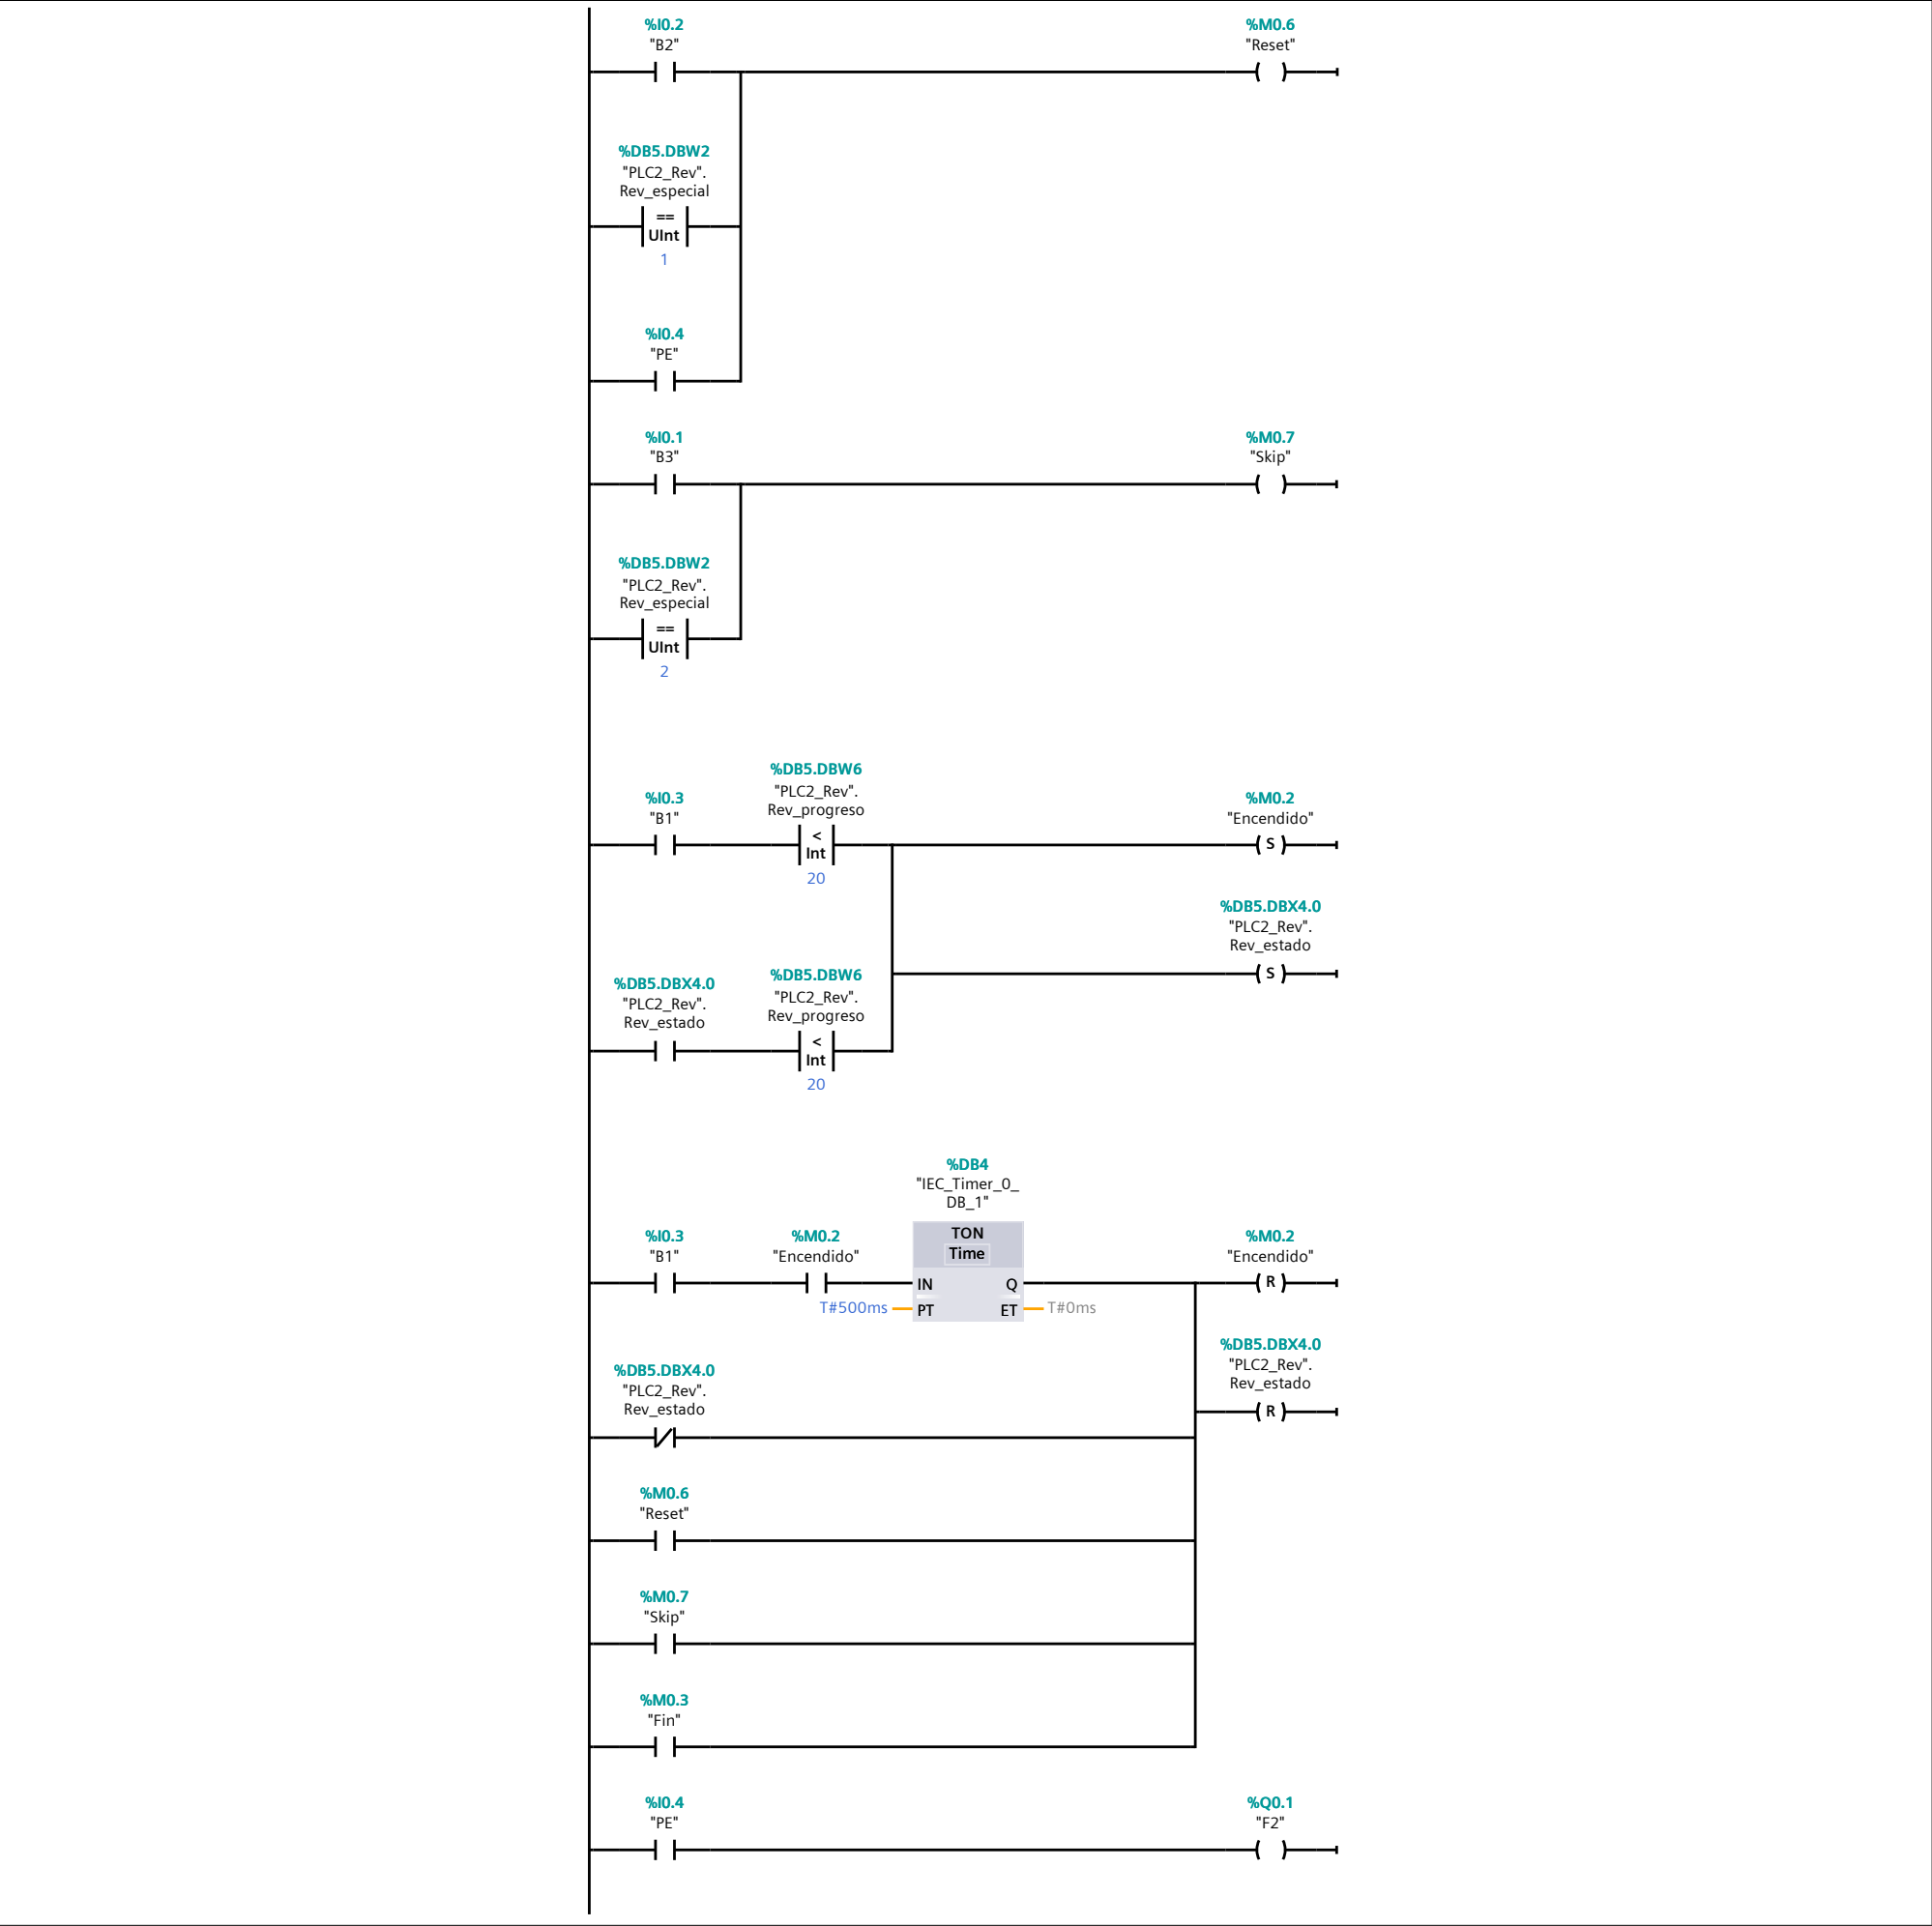 %I0.2
"B2"
%M0.6
"Reset"
%DB5.DBW2
"PLC2_Rev".
Rev_especial
==
UInt
1
%I0.4
"PE"
%I0.1
"B3"
%M0.7
"Skip"
%DB5.DBW2
"PLC2_Rev".
Rev_especial
==
UInt
2
%I0.3
"B1"
%DB5.DBW6
"PLC2_Rev".
Rev_progreso
<
Int
20
%M0.2
"Encendido"
S
%DB5.DBX4.0
"PLC2_Rev".
Rev_estado
S
%DB5.DBX4.0
"PLC2_Rev".
Rev_estado
%DB5.DBW6
"PLC2_Rev".
Rev_progreso
<
Int
20
%DB4
"IEC_Timer_0_
DB_1"
%I0.3
"B1"
%M0.2
"Encendido"
TON
Time
IN Q
T#500ms PT ET T#0ms
%M0.2
"Encendido"
R
%DB5.DBX4.0
"PLC2_Rev".
Rev_estado
R
%DB5.DBX4.0
"PLC2_Rev".
Rev_estado
%M0.6
"Reset"
%M0.7
"Skip"
%M0.3
"Fin"
%I0.4
"PE"
%Q0.1
"F2"